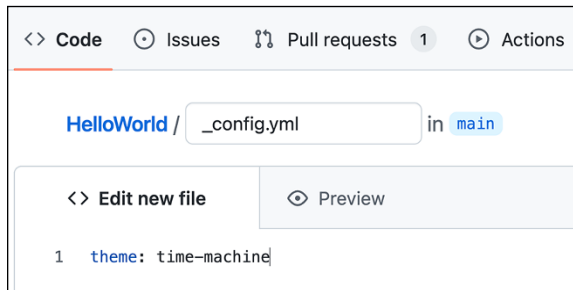 <> Code Issues Pull requests 1 Actions
HelloWorld / _config.yml in main
<> Edit new file Preview
1 theme: time-machine